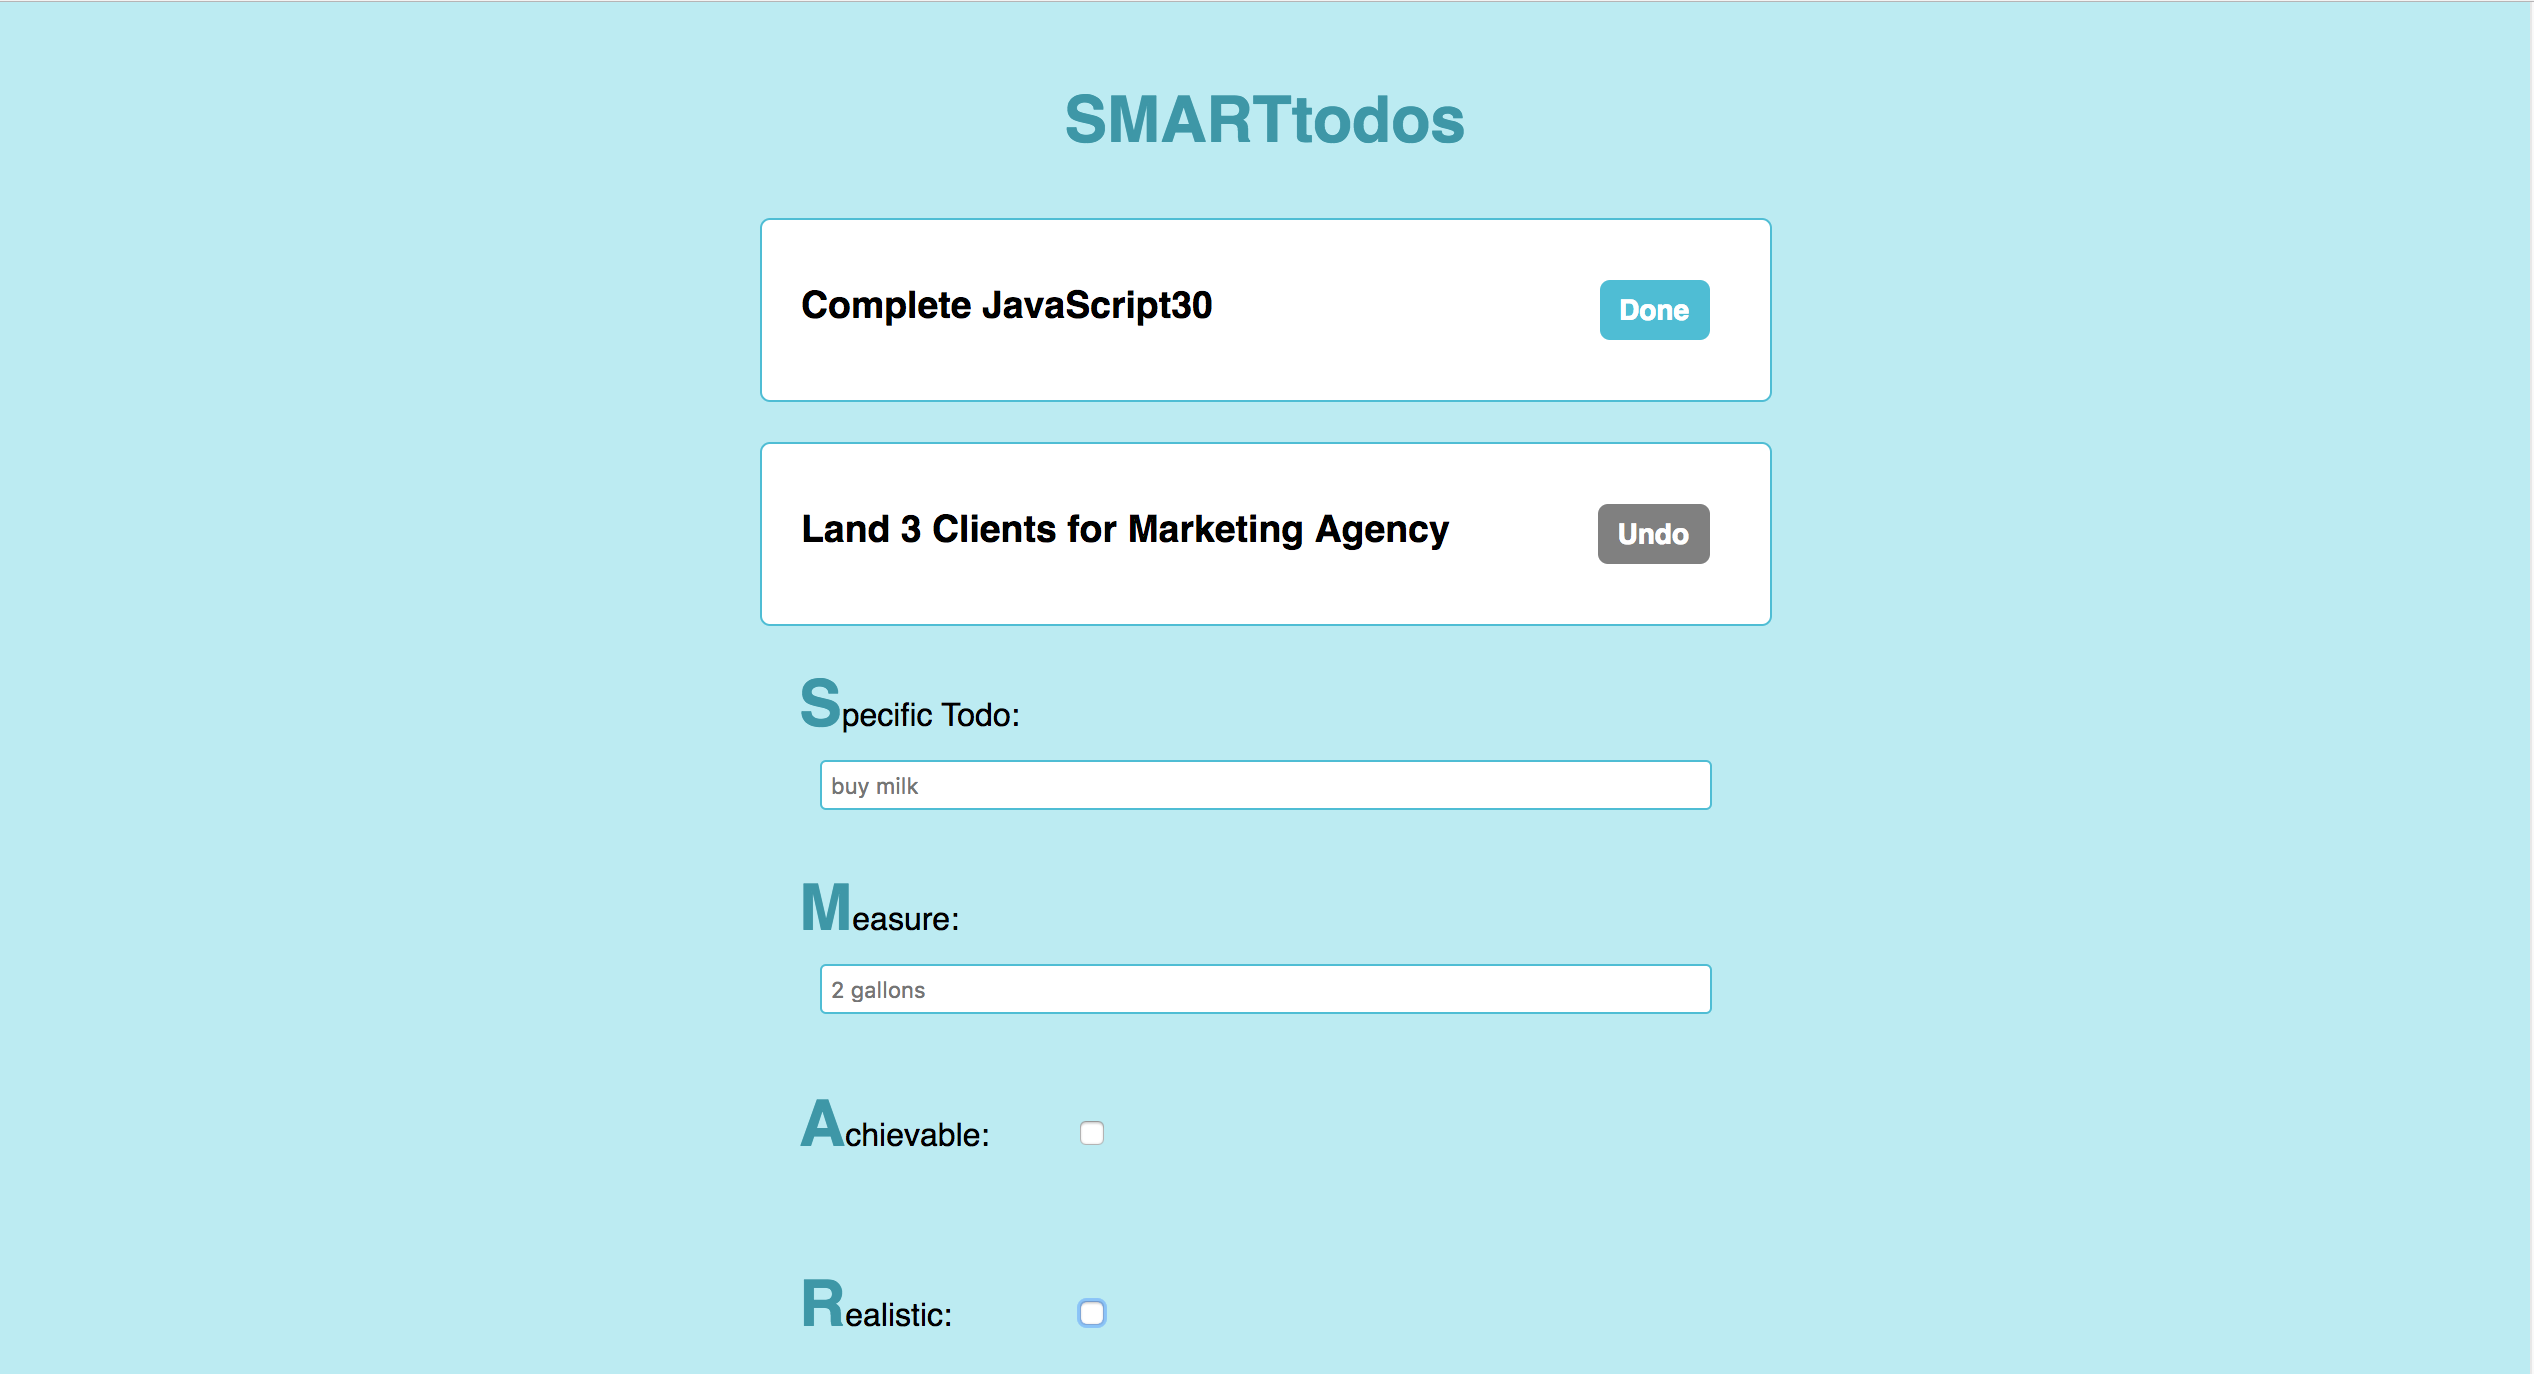 SMARTtodos
Complete JavaScript30
Done
Land 3 Clients for Marketing Agency
Undo
Specific Todo:
buy milk
Measure:
2 gallons
Achievable:
Realistic: